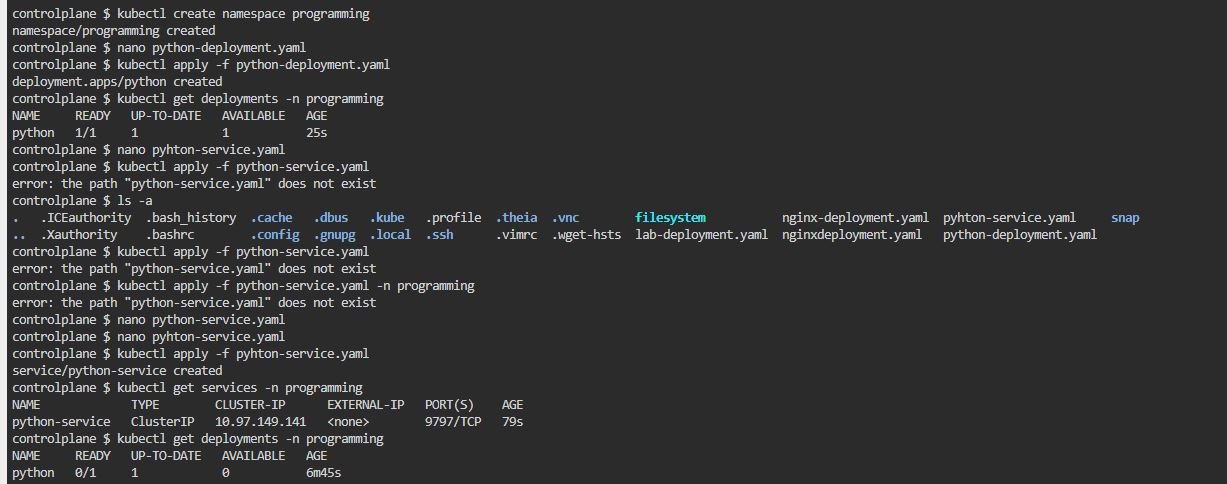 controlplane $ kubectl create namespace programming
namespace/programming created
controlplane $ nano python-deployment.yaml
controlplane $ kubectl apply -f python-deployment.yaml
deployment.apps/python created
controlplane $ kubectl get deployments -n programming
NAME     READY   UP-TO-DATE   AVAILABLE   AGE
python   1/1     1            1           25s
controlplane $ nano pyhton-service.yaml
controlplane $ kubectl apply -f python-service.yaml
error: the path "python-service.yaml" does not exist
controlplane $ ls -a
.   .ICEauthority  .bash_history  .cache   .dbus   .kube   .profile  .theia  .vnc        filesystem           nginx-deployment.yaml  pyhton-service.yaml     snap
..  .Xauthority    .bashrc        .config  .gnupg  .local  .ssh      .vimrc  .wget-hsts  lab-deployment.yaml  nginxdeployment.yaml   python-deployment.yaml
controlplane $ kubectl apply -f python-service.yaml
error: the path "python-service.yaml" does not exist
controlplane $ kubectl apply -f python-service.yaml -n programming
error: the path "python-service.yaml" does not exist
controlplane $ nano python-service.yaml
controlplane $ nano pyhton-service.yaml
controlplane $ kubectl apply -f pyhton-service.yaml
service/python-service created
controlplane $ kubectl get services -n programming
NAME             TYPE        CLUSTER-IP      EXTERNAL-IP   PORT(S)    AGE
python-service   ClusterIP   10.97.149.141   <none>        9797/TCP   79s
controlplane $ kubectl get deployments -n programming
NAME     READY   UP-TO-DATE   AVAILABLE   AGE
python   0/1     1            0           6m45s